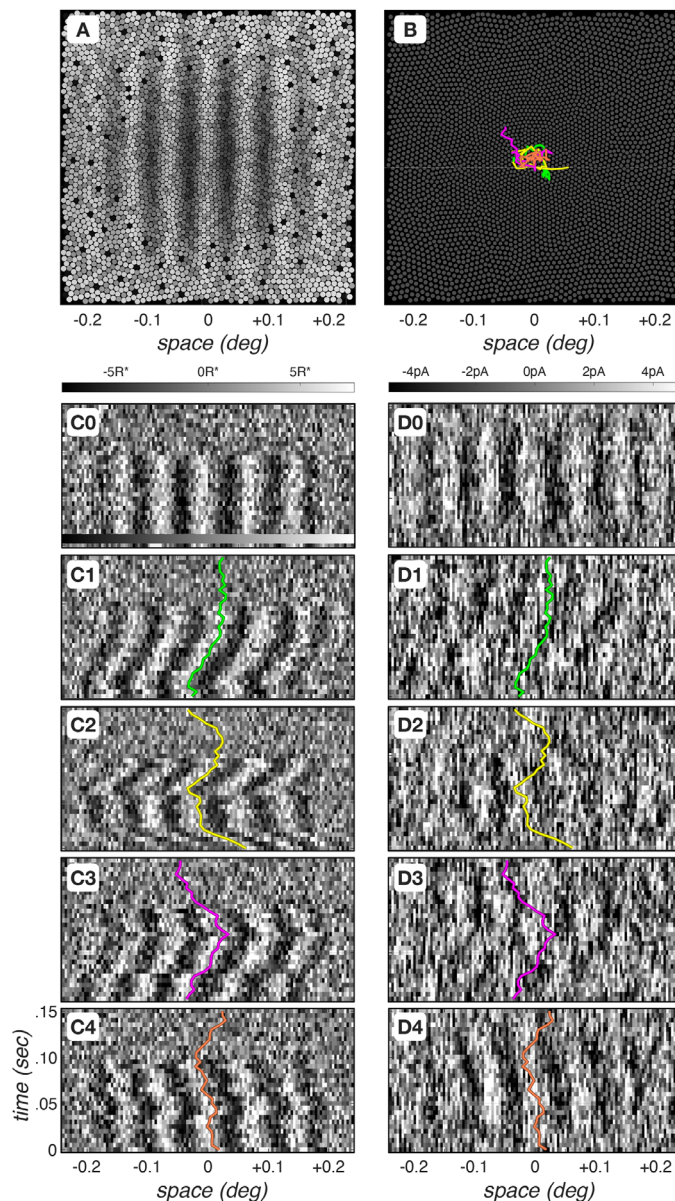 A B
-0.2 -0.1 0 +0.1 +0.2 -0.2 -0.1 0 +0.1 +0.2
space (deg) space (deg)
-5R* 0R* 5R* -4pA -2pA 0pA 2pA 4pA
C0 D0
C1 D1
C2 D2
C3 D3
.15 C4 D4
.10
.05
0
time (sec)
-0.2 -0.1 0 +0.1 +0.2 -0.2 -0.1 0 +0.1 +0.2
space (deg) space (deg)